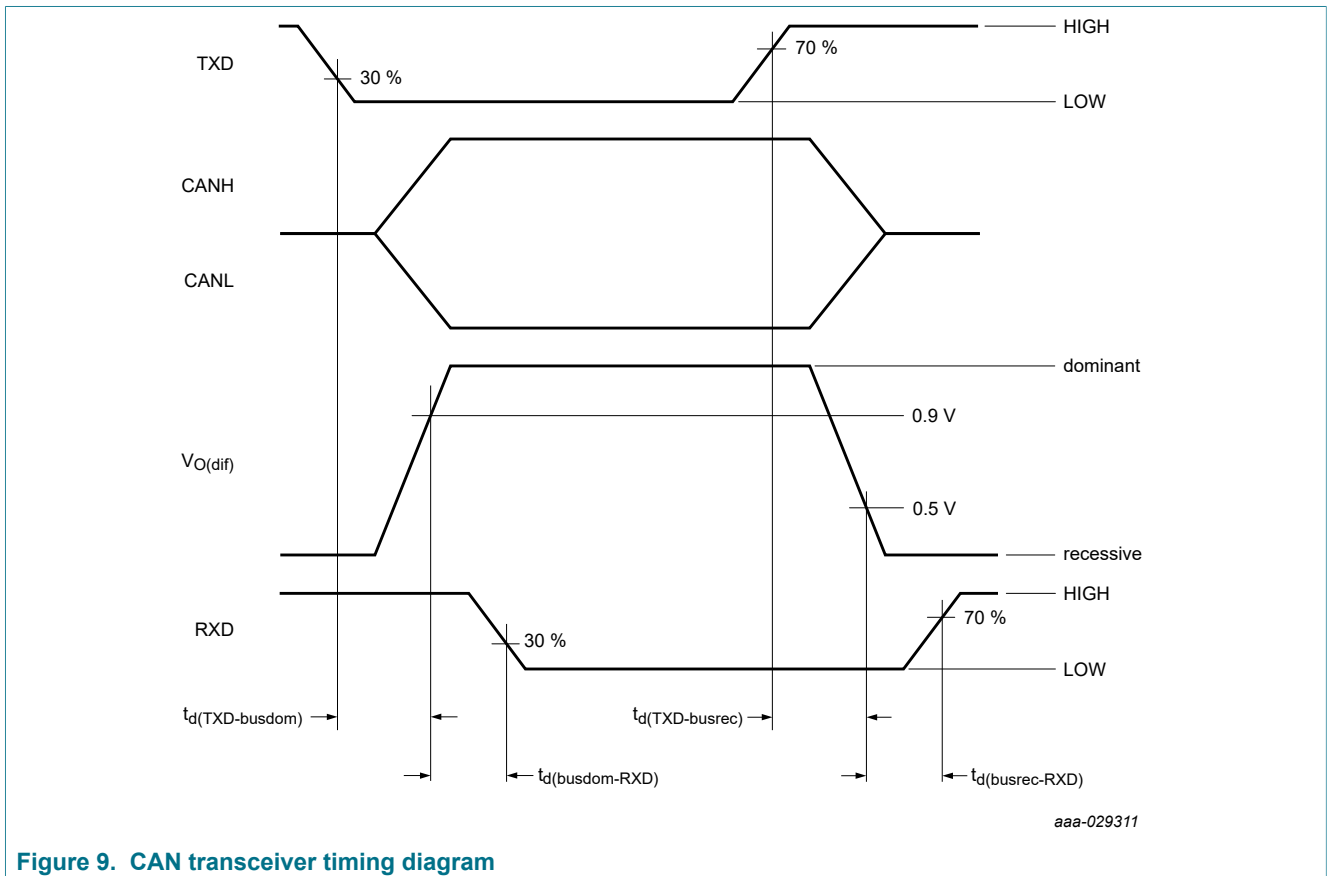 HIGH
TXD
30 %
70 %
LOW
CANH
CANL
dominant
0.9 V
VO(dif)
0.5 V
recessive
HIGH
RXD
30 %
70 %
LOW
td(TXD-busdom)
td(TXD-busrec)
td(busdom-RXD)
td(busrec-RXD)
aaa-029311
Figure 9. CAN transceiver timing diagram